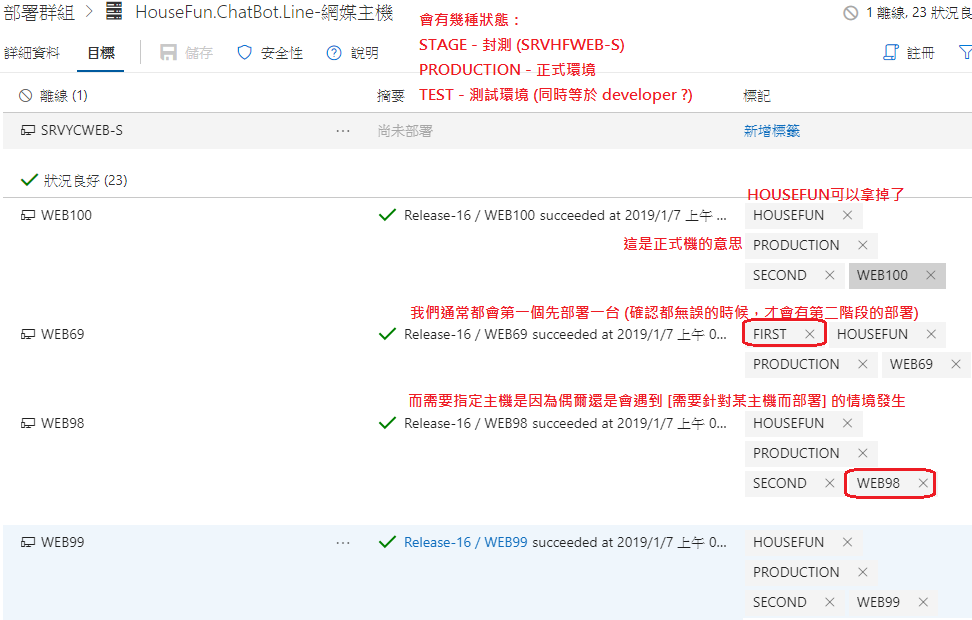 部署群組 > HouseFun.ChatBot.Line-網媒主機
1 離線, 23 狀況良
會有幾種狀態：
STAGE - 封測 (SRVHFWEB-S)
PRODUCTION - 正式環境
TEST - 測試環境 (同時等於 developer ?)
詳細資料 目標 儲存 安全性 說明 註冊
離線 (1) 摘要 標記
SRVYCWEB-S ... 尚未部署 新增標籤
狀況良好 (23)
HOUSEFUN可以拿掉了
WEB100 Release-16 / WEB100 succeeded at 2019/1/7 上午 ... HOUSEFUN ×
這是正式機的意思 PRODUCTION ×
SECOND × WEB100 ×
我們通常都會第一個先部署一台 (確認都無誤的時候，才會有第二階段的部署)
WEB69 Release-16 / WEB69 succeeded at 2019/1/7 上午 0... FIRST × HOUSEFUN ×
PRODUCTION × WEB69 ×
而需要指定主機是因為偶爾還是會遇到 [需要針對某主機而部署] 的情境發生
WEB98 Release-16 / WEB98 succeeded at 2019/1/7 上午 0... HOUSEFUN ×
PRODUCTION ×
SECOND × WEB98 ×
WEB99 ... Release-16 / WEB99 succeeded at 2019/1/7 上午 0... HOUSEFUN ×
PRODUCTION ×
SECOND × WEB99 ×